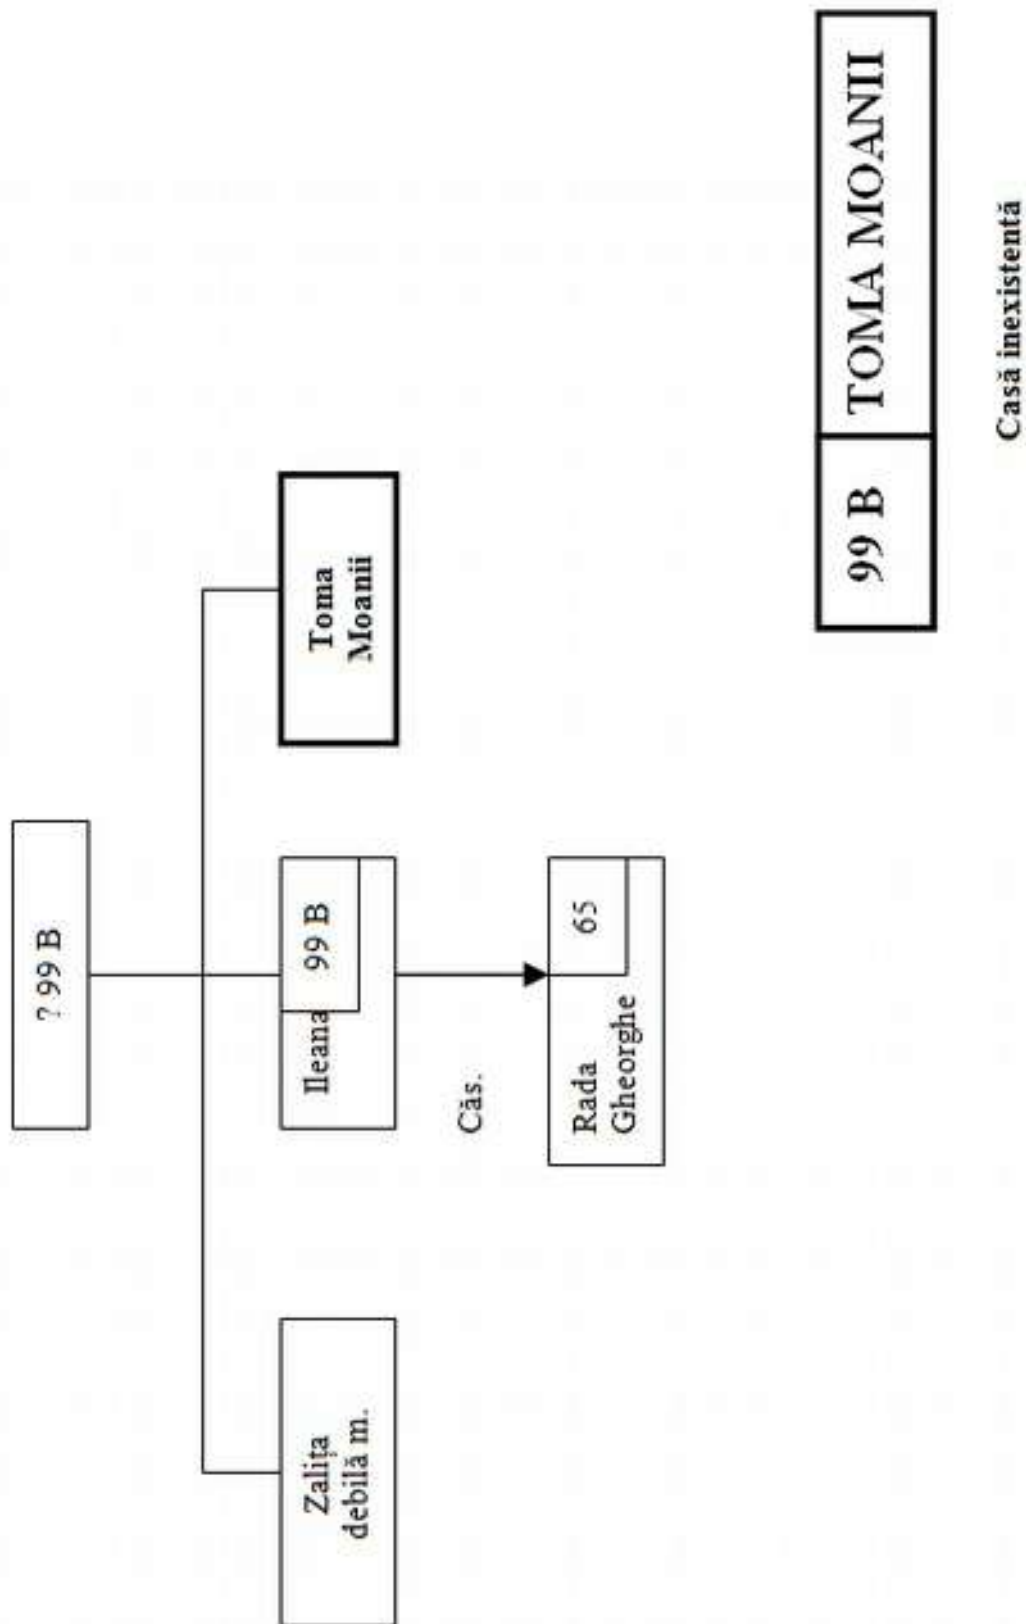 ? 99 B
Zalița
debilă m.
Ileana
99 B
Toma
Moanii
Căs.
Rada
Gheorghe
65
99 B
TOMA MOANII
Casă inexistentă